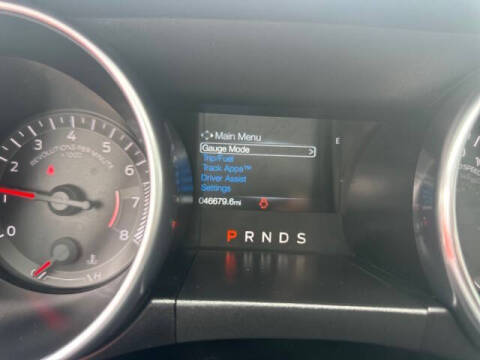 Main Menu
Gauge Mode >
Trip/Fuel
Track Apps™
Driver Assist
Settings
046679.6mi
E
P R N D S
0 1 2 3 4 5 6 7 8
REVOLUTIONS PER MINUTE
x 1000
H